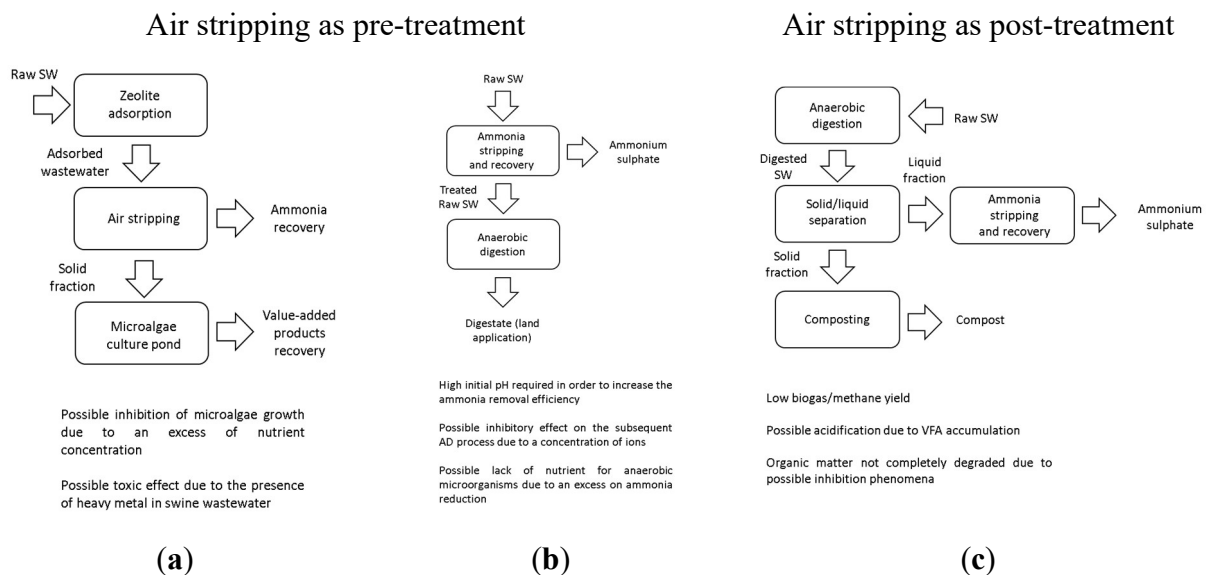 Air stripping as pre-treatment
Air stripping as post-treatment
Raw SW
Zeolite
adsorption
Adsorbed
wastewater
Air stripping
Ammonia
recovery
Solid
fraction
Microalgae
culture pond
Value-added
products
recovery
Possible inhibition of microalgae growth
due to an excess of nutrient
concentration
Possible toxic effect due to the presence
of heavy metal in swine wastewater
(a)
Raw SW
Ammonia
stripping
and recovery
Ammonium
sulphate
Treated
Raw SW
Anaerobic
digestion
Digestate (land
application)
High initial pH required in order to increase the
ammonia removal efficiency
Possible inhibitory effect on the subsequent
AD process due to a concentration of ions
Possible lack of nutrient for anaerobic
microorganisms due to an excess on ammonia
reduction
(b)
Anaerobic
digestion
Raw SW
Digested
SW
Liquid
fraction
Solid/liquid
separation
Ammonia
stripping
and recovery
Ammonium
sulphate
Solid
fraction
Composting
Compost
Low biogas/methane yield
Possible acidification due to VFA accumulation
Organic matter not completely degraded due to
possible inhibition phenomena
(c)